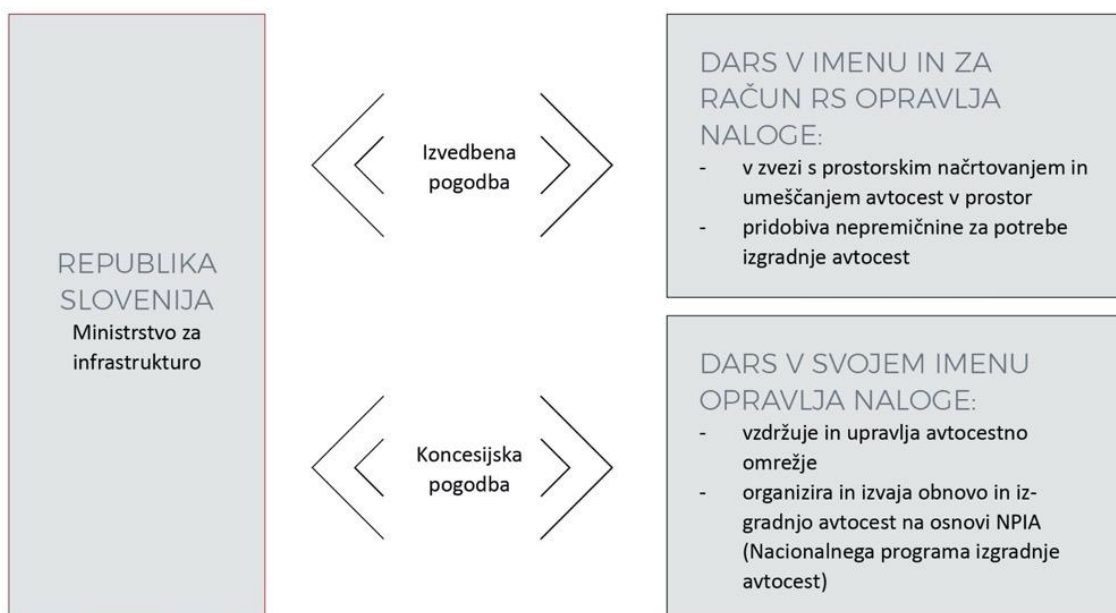 REPUBLIKA
SLOVENIJA
Ministrstvo za
infrastrukturo
Izvedbena
pogodba
DARS V IMENU IN ZA
RAČUN RS OPRAVLJA
NALOGE:
- v zvezi s prostorskim načrtovanjem in
umeščanjem avtocest v prostor
- pridobiva nepremičnine za potrebe
izgradnje avtocest
Koncesijska
pogodba
DARS V SVOJEM IMENU
OPRAVLJA NALOGE:
- vzdržuje in upravlja avtocestno
omrežje
- organizira in izvaja obnovo in iz-
gradnjo avtocest na osnovi NPIA
(Nacionalnega programa izgradnje
avtocest)